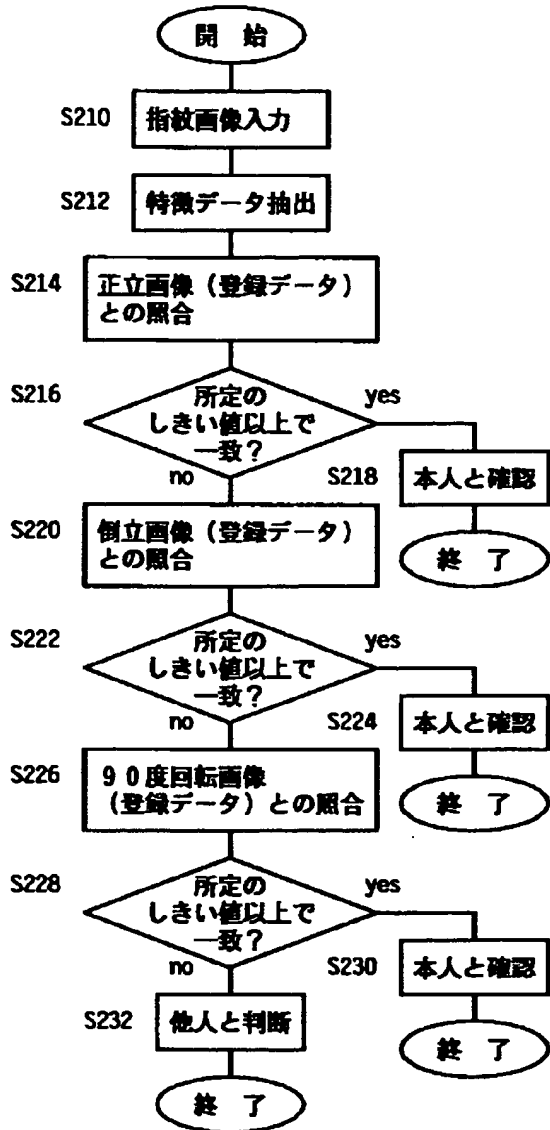 開 始
S210
指紋画像入力
S212
特徴データ抽出
S214
正立画像（登録データ）
との照合
S216
所定の
しきい値以上で
一致？
yes
no
S218
本人と確認
終 了
S220
倒立画像（登録データ）
との照合
S222
所定の
しきい値以上で
一致？
yes
no
S224
本人と確認
終 了
S226
９０度回転画像
（登録データ）との照合
S228
所定の
しきい値以上で
一致？
yes
no
S230
本人と確認
終 了
S232
他人と判断
終 了